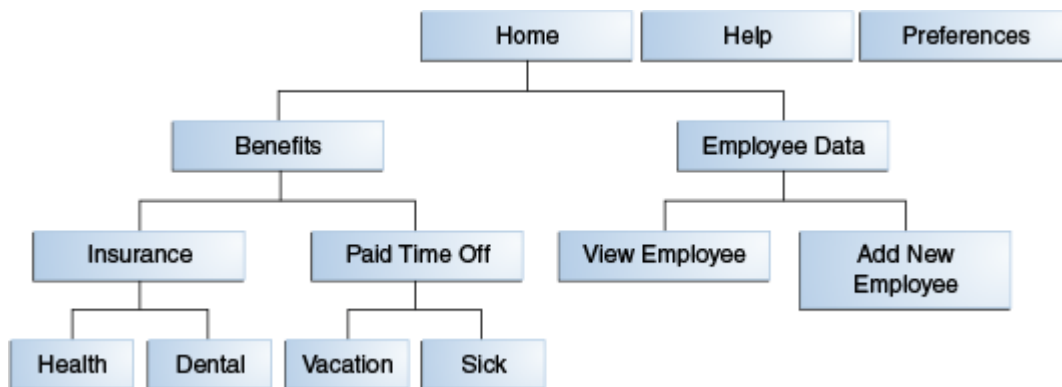 Home
Help
Preferences
Benefits
Employee Data
Insurance
Paid Time Off
View Employee
Add New
Employee
Health
Dental
Vacation
Sick